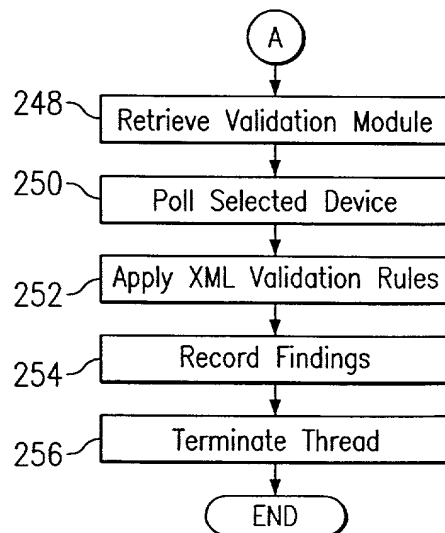 A
248 Retrieve Validation Module
250 Poll Selected Device
252 Apply XML Validation Rules
254 Record Findings
256 Terminate Thread
END